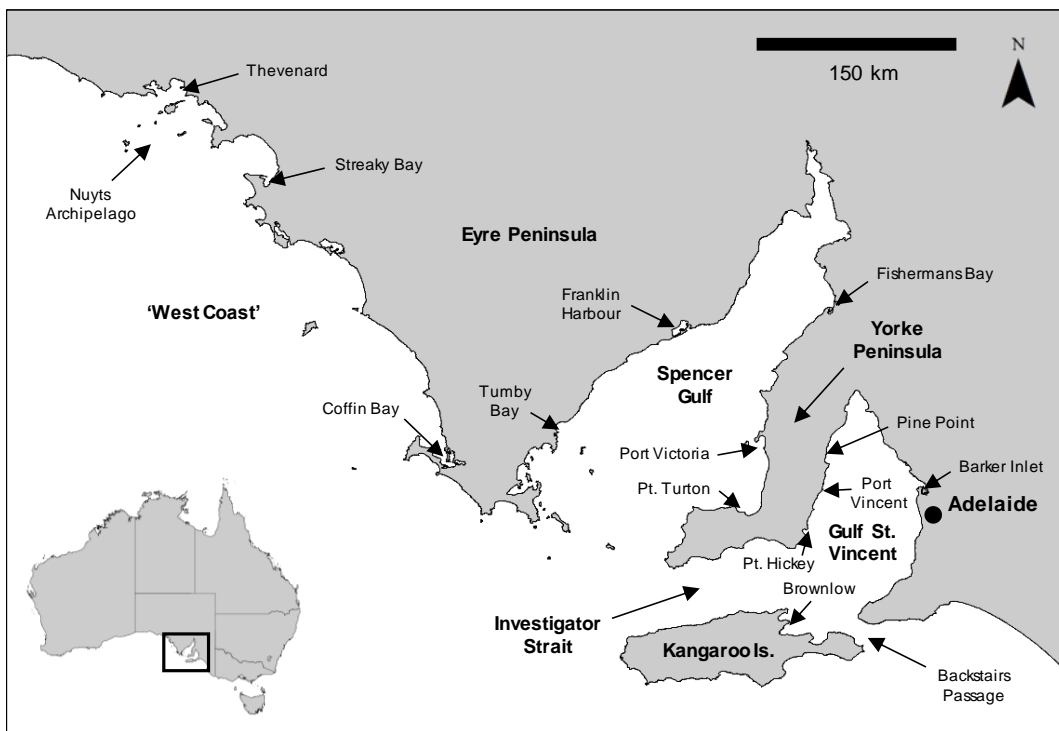 N
150 km
Thevenard
Nuyts
Archipelago
Streaky Bay
Eyre Peninsula
'West Coast'
Franklin
Harbour
Fishermans Bay
Yorke
Peninsula
Spencer
Gulf
Tumby
Bay
Coffin Bay
Pine Point
Port Victoria
Barker Inlet
Pt. Turton
Port
Vincent
Adelaide
Gulf St.
Vincent
Pt. Hickey
Brownlow
Investigator
Strait
Kangaroo Is.
Backstairs
Passage